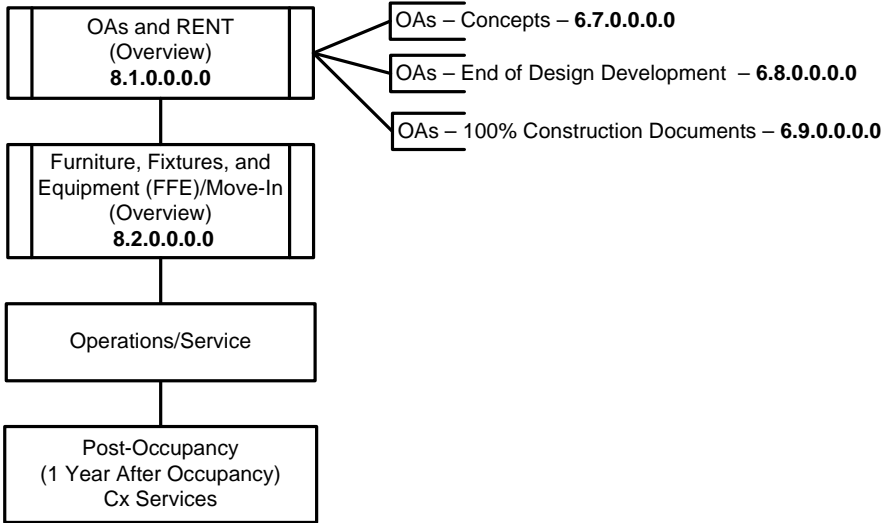 OAs and RENT
(Overview)
8.1.0.0.0.0
OAs – Concepts – 6.7.0.0.0.0
OAs – End of Design Development – 6.8.0.0.0.0
OAs – 100% Construction Documents – 6.9.0.0.0.0
Furniture, Fixtures, and
Equipment (FFE)/Move-In
(Overview)
8.2.0.0.0.0
Operations/Service
Post-Occupancy
(1 Year After Occupancy)
Cx Services